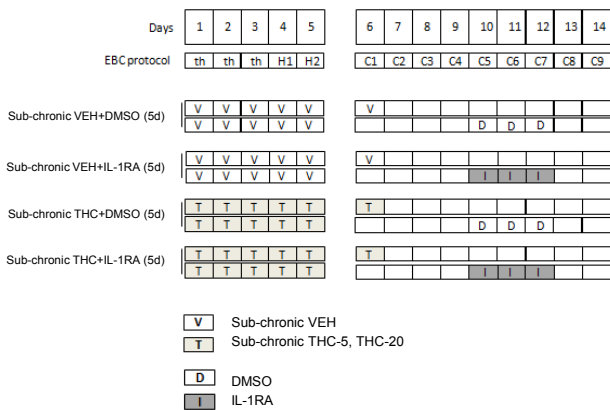 Days 1 2 3 4 5 6 7 8 9 10 11 12 13 14
EBC protocol th th th H1 H2 C1 C2 C3 C4 C5 C6 C7 C8 C9
Sub-chronic VEH+DMSO (5d)
V V V V V V
V V V V V D D D
Sub-chronic VEH+IL-1RA (5d)
V V V V V V
V V V V V I I I
Sub-chronic THC+DMSO (5d)
T T T T T T
T T T T T D D D
Sub-chronic THC+IL-1RA (5d)
T T T T T T
T T T T T I I I
V Sub-chronic VEH
T Sub-chronic THC-5, THC-20
D DMSO
I IL-1RA